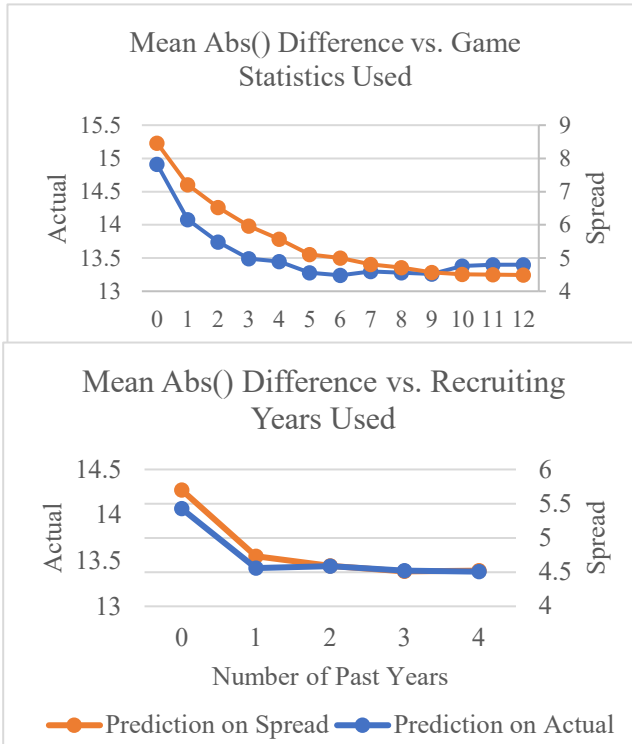 Mean Abs() Difference vs. Game
Statistics Used
15.5
15
14.5
14
13.5
13
Actual
9
8
7
6
5
4
Spread
0 1 2 3 4 5 6 7 8 9 10 11 12
Mean Abs() Difference vs. Recruiting
Years Used
14.5
14
13.5
13
Actual
6
5.5
5
4.5
4
Spread
0 1 2 3 4
Number of Past Years
Prediction on Spread Prediction on Actual